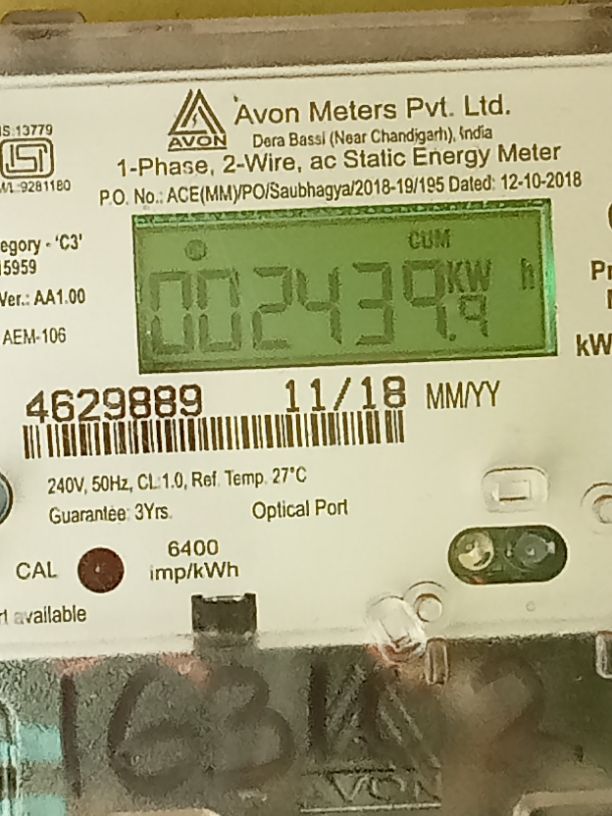 IS:13779
AVON
Avon Meters Pvt. Ltd.
Dera Bassi (Near Chandigarh), India
1-Phase, 2-Wire, ac Static Energy Meter
P.O. No.: ACE(MM)/PO/Saubhagya/2018-19/195 Dated: 12-10-2018
M/L:9281180
egory - 'C3'
15959
Ver.: AA1.00
AEM-106
CUM
002439.9 KW h
Pr
kW
4629889 11/18 MM/YY
240V, 50Hz, CL:1.0, Ref. Temp. 27°C
Guarantee: 3Yrs. Optical Port
CAL 6400
imp/kWh
rt available
AVON